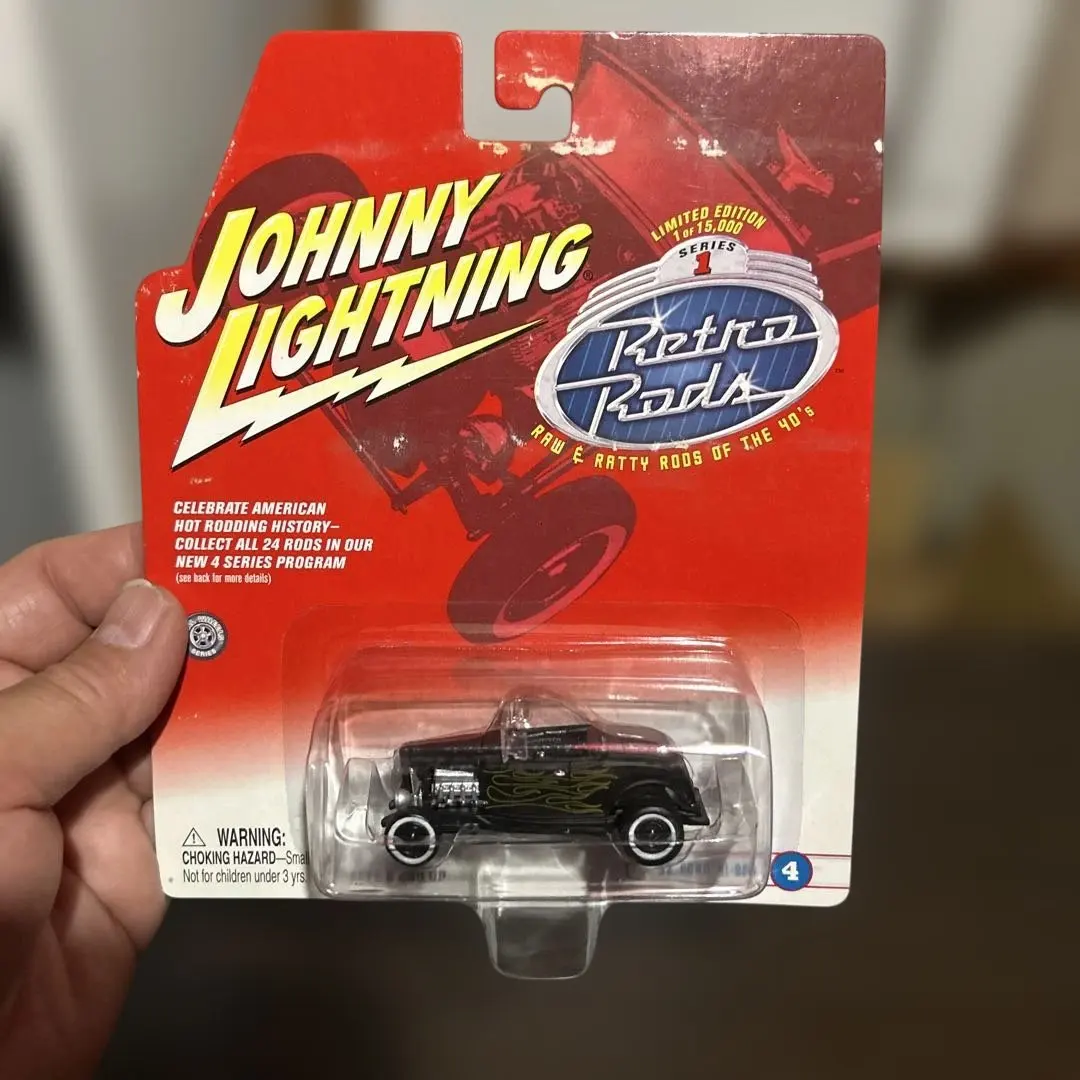 JOHNNY
LIGHTNING®
LIMITED EDITION
1 OF 15,000
SERIES
1
Retro
Rods
™
RAW & RATTY RODS OF THE 40's
CELEBRATE AMERICAN
HOT RODDING HISTORY–
COLLECT ALL 24 RODS IN OUR
NEW 4 SERIES PROGRAM
(see back for more details)
SERIES
WARNING:
CHOKING HAZARD—Smal
Not for children under 3 yrs.
4